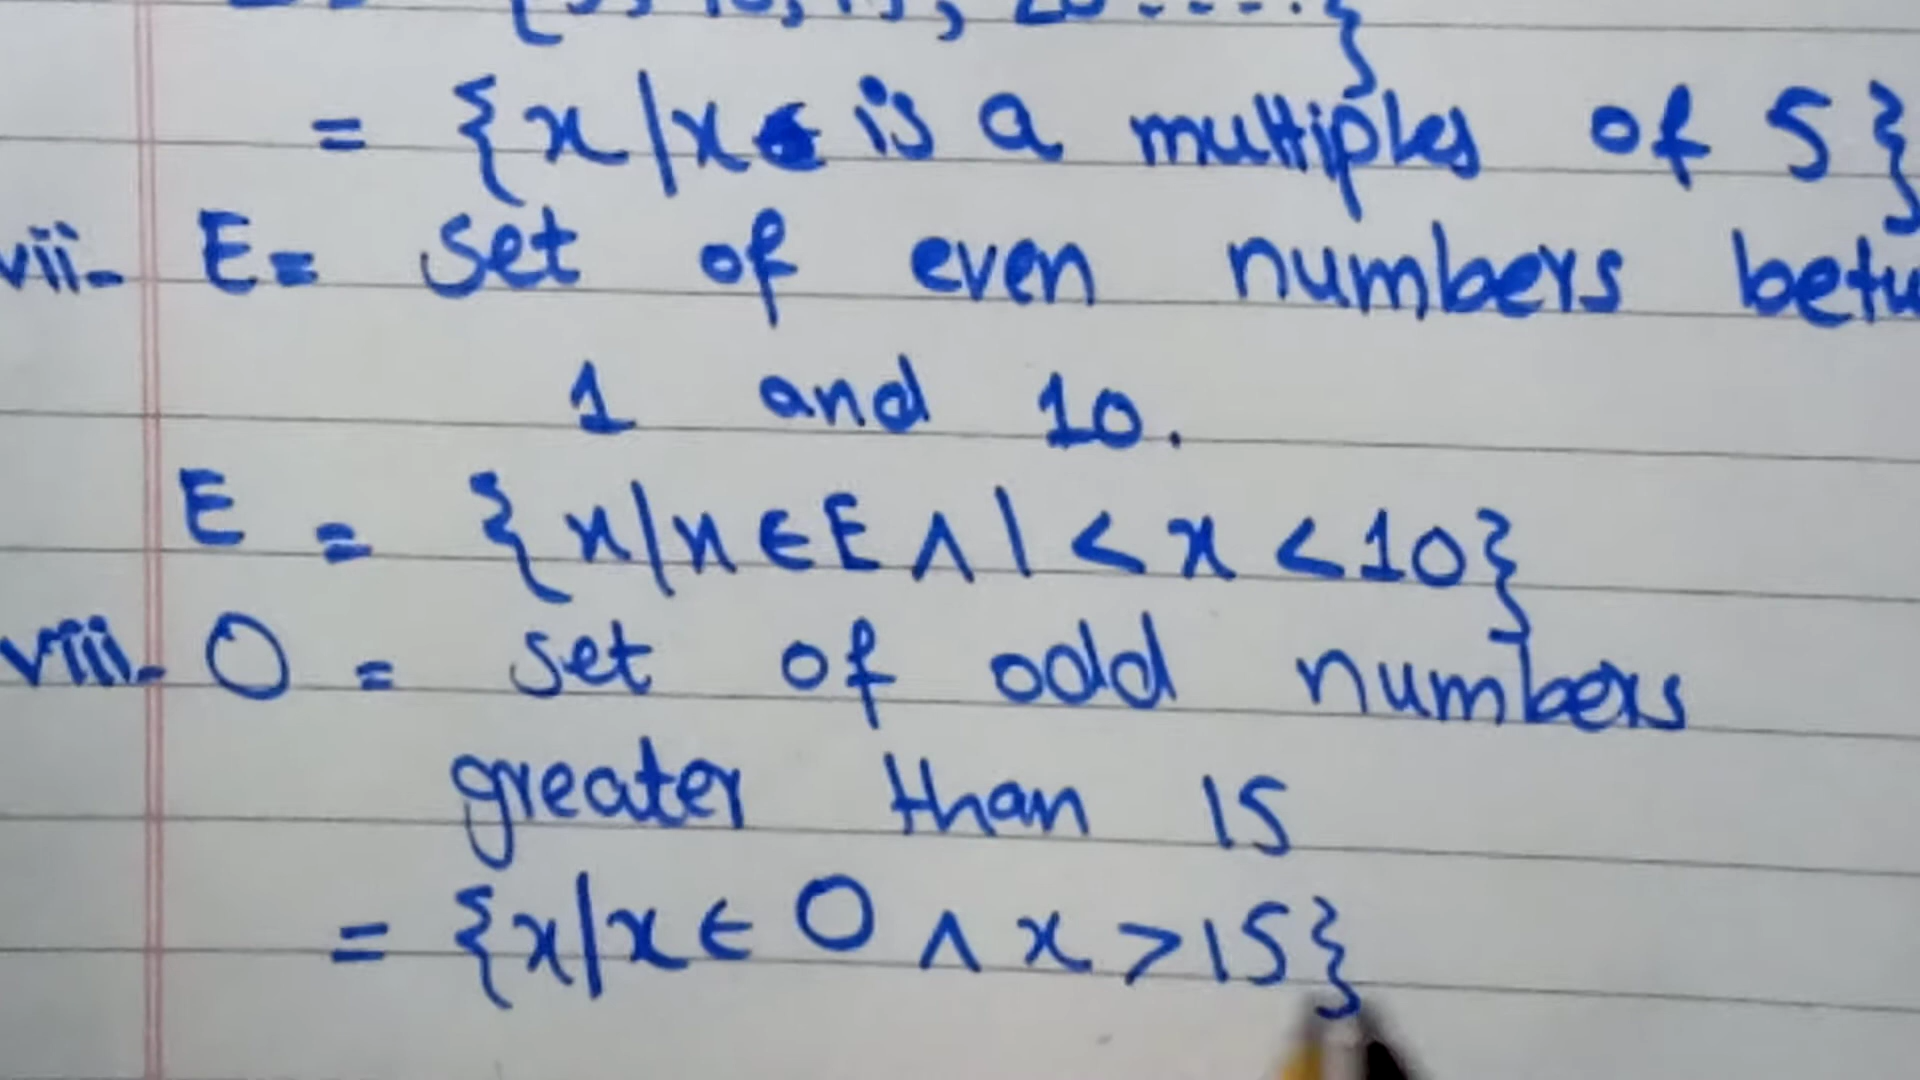 = {x/x is a multiples of 5}
vii- E= set of even numbers
1 and 10.
E = {x/x ∈ E ∧ 1 < x < 10}
viii- O = set of odd numbers
greater than 15
= {x/x ∈ O ∧ x > 15}